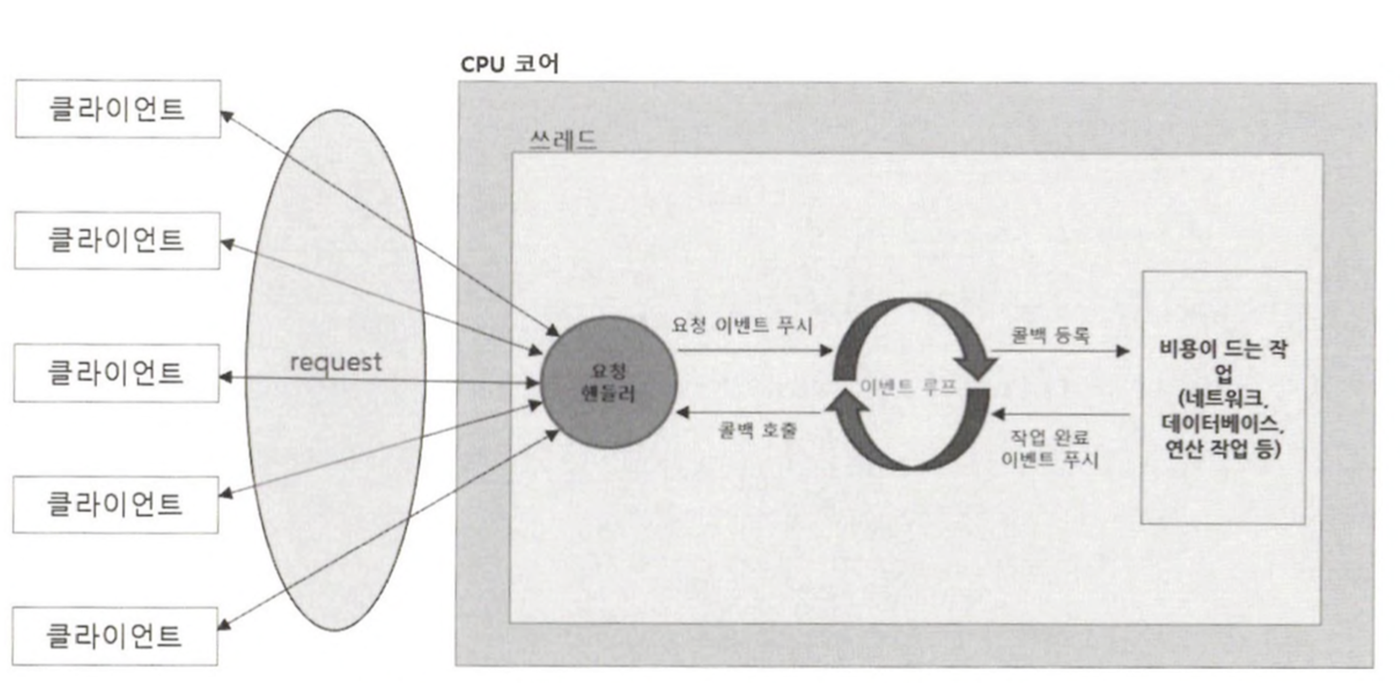 CPU 코어
쓰레드
클라이언트
클라이언트
클라이언트
클라이언트
클라이언트
request
요청
핸들러
요청 이벤트 푸시
콜백 호출
이벤트 루프
콜백 등록
작업 완료
이벤트 푸시
비용이 드는 작
업
(네트워크,
데이터베이스,
연산 작업 등)